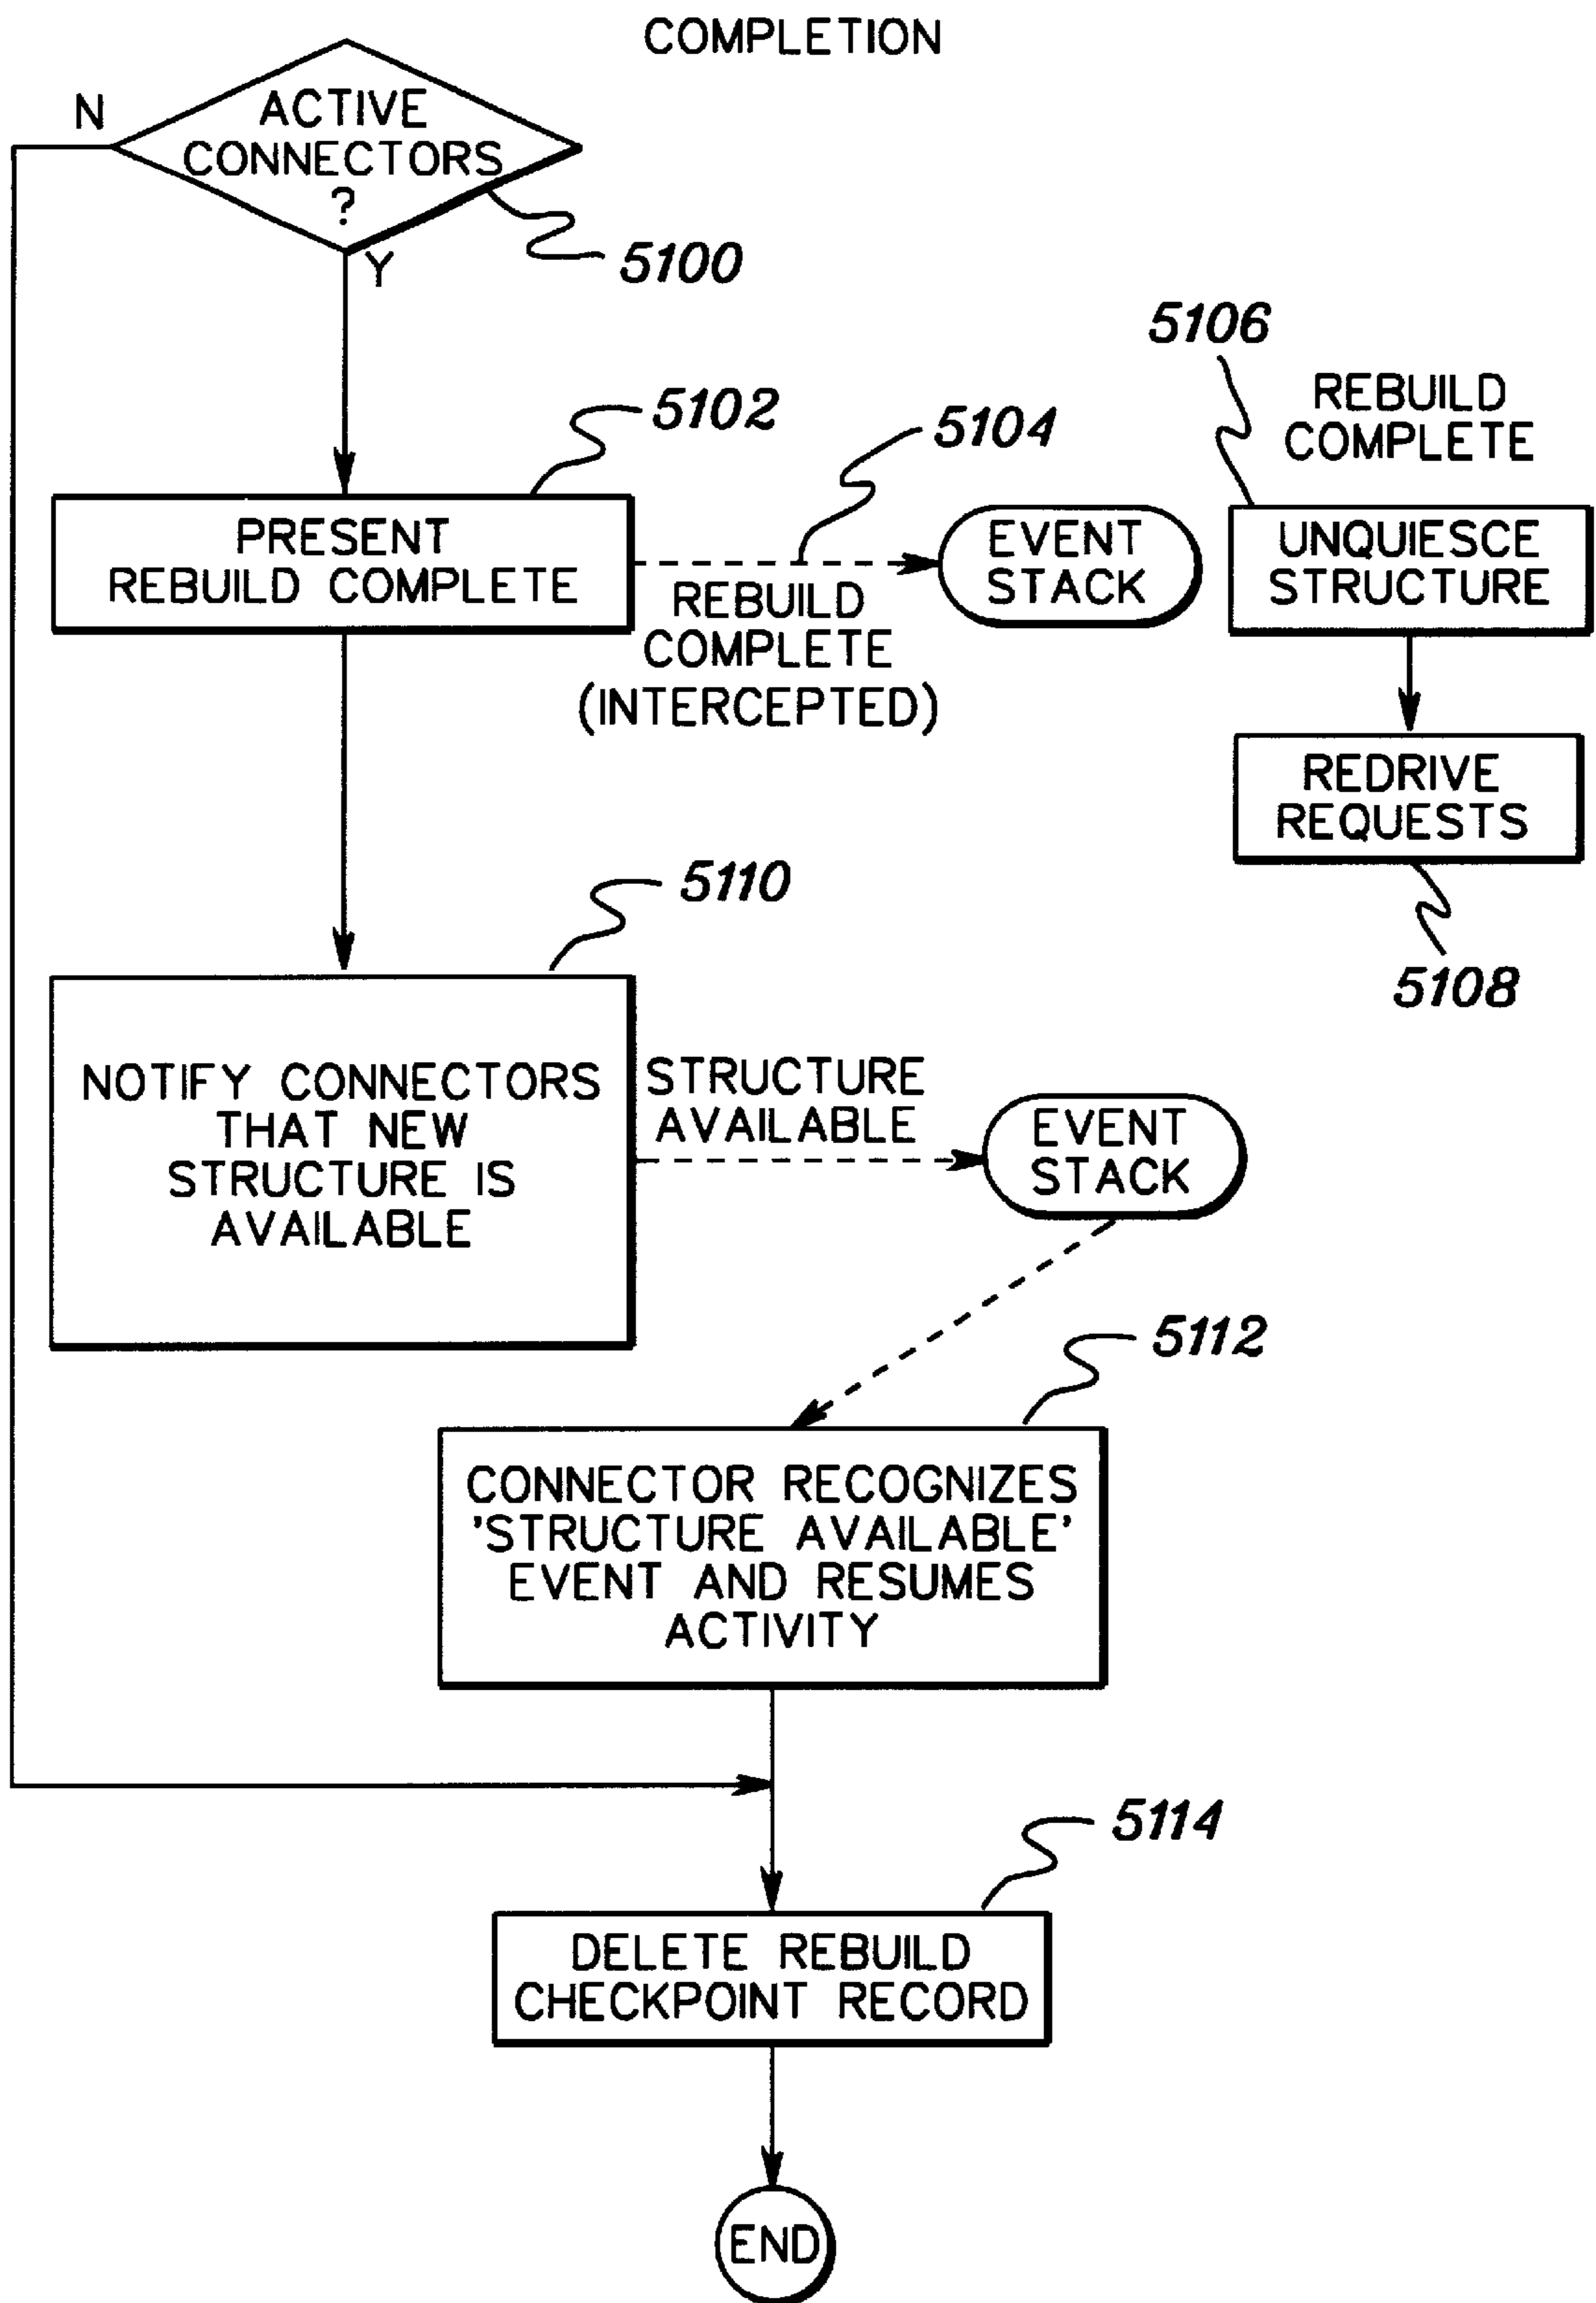 COMPLETION
N
ACTIVE
CONNECTORS
?
Y
5100
5106
REBUILD
COMPLETE
5102
5104
PRESENT
REBUILD COMPLETE
EVENT
STACK
UNQUIESCE
STRUCTURE
REBUILD
COMPLETE
(INTERCEPTED)
REDRIVE
REQUESTS
5108
5110
NOTIFY CONNECTORS
THAT NEW
STRUCTURE IS
AVAILABLE
STRUCTURE
AVAILABLE
EVENT
STACK
5112
CONNECTOR RECOGNIZES
'STRUCTURE AVAILABLE'
EVENT AND RESUMES
ACTIVITY
5114
DELETE REBUILD
CHECKPOINT RECORD
END